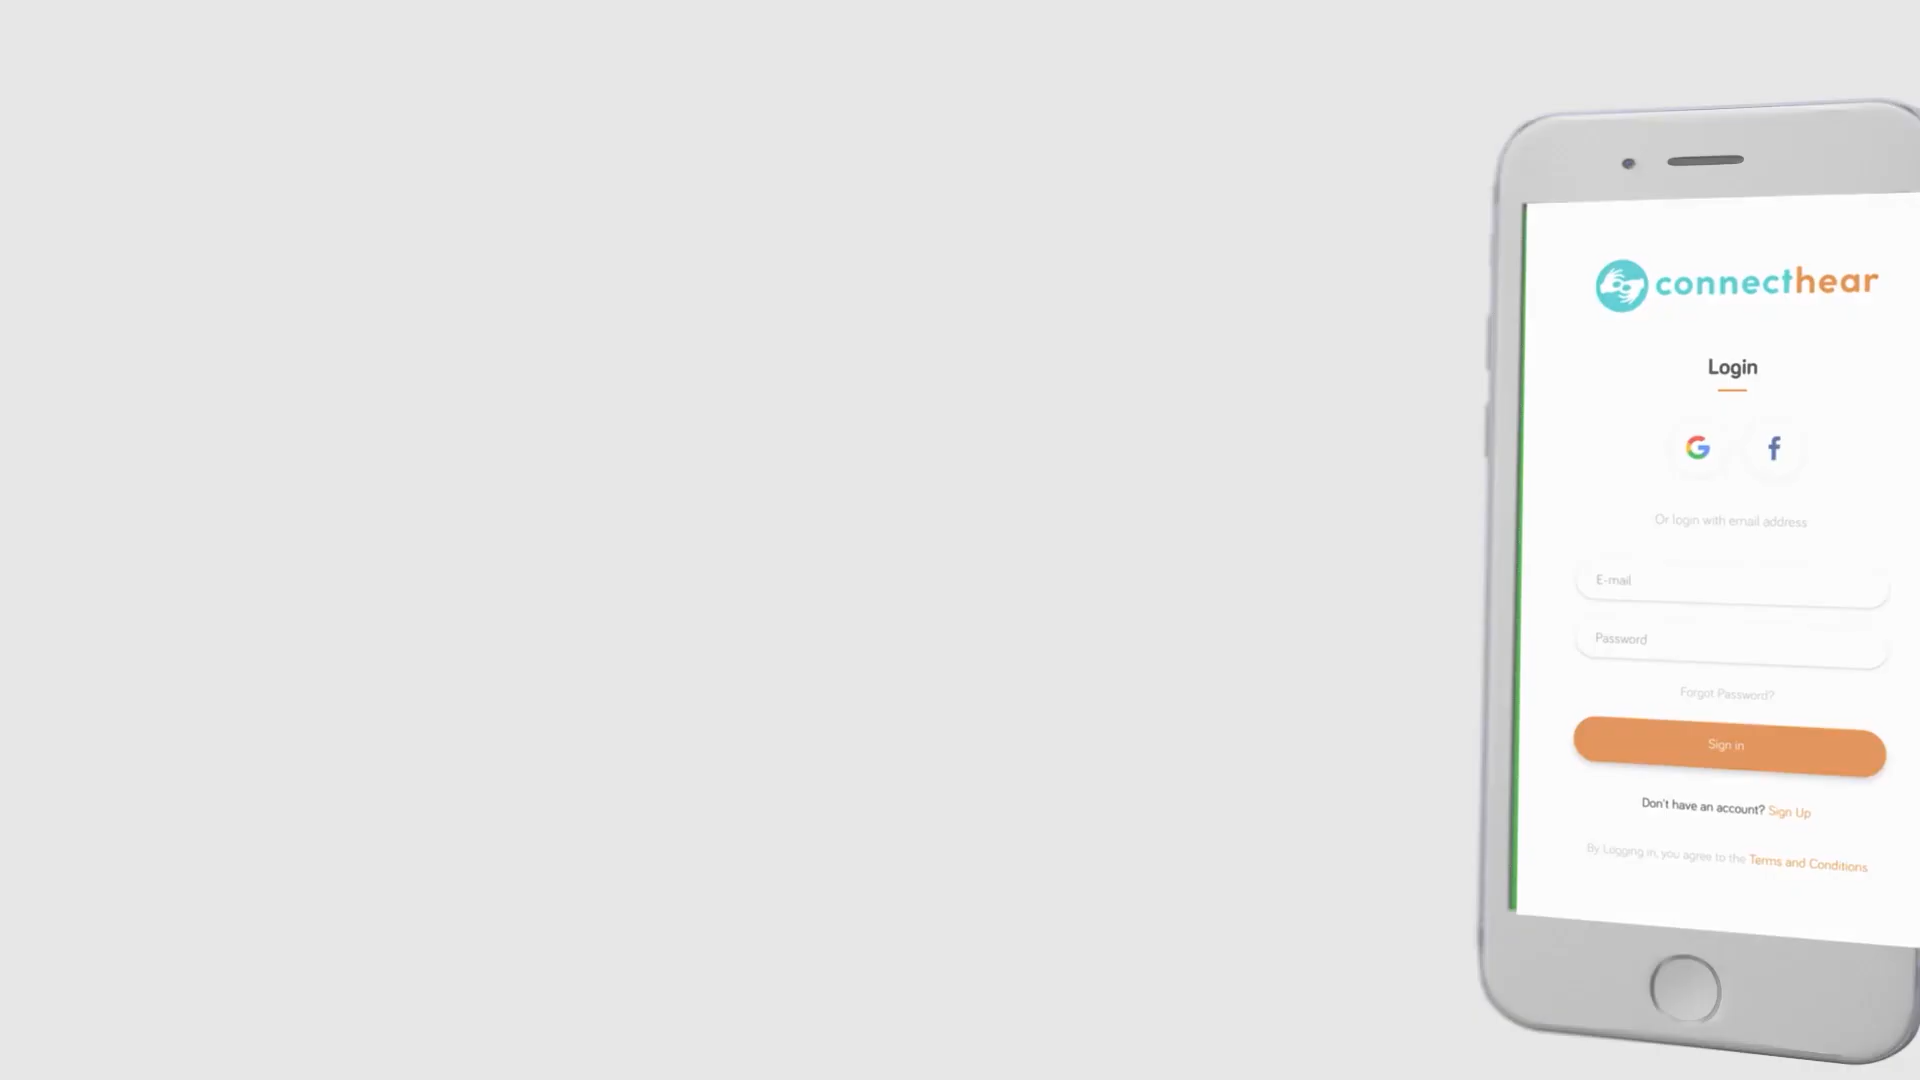 connecthear
Login
Or login with email address
E-mail
Password
Forgot Password?
Sign in
Don't have an account? Sign Up
By Logging in, you agree to the Terms and Conditions